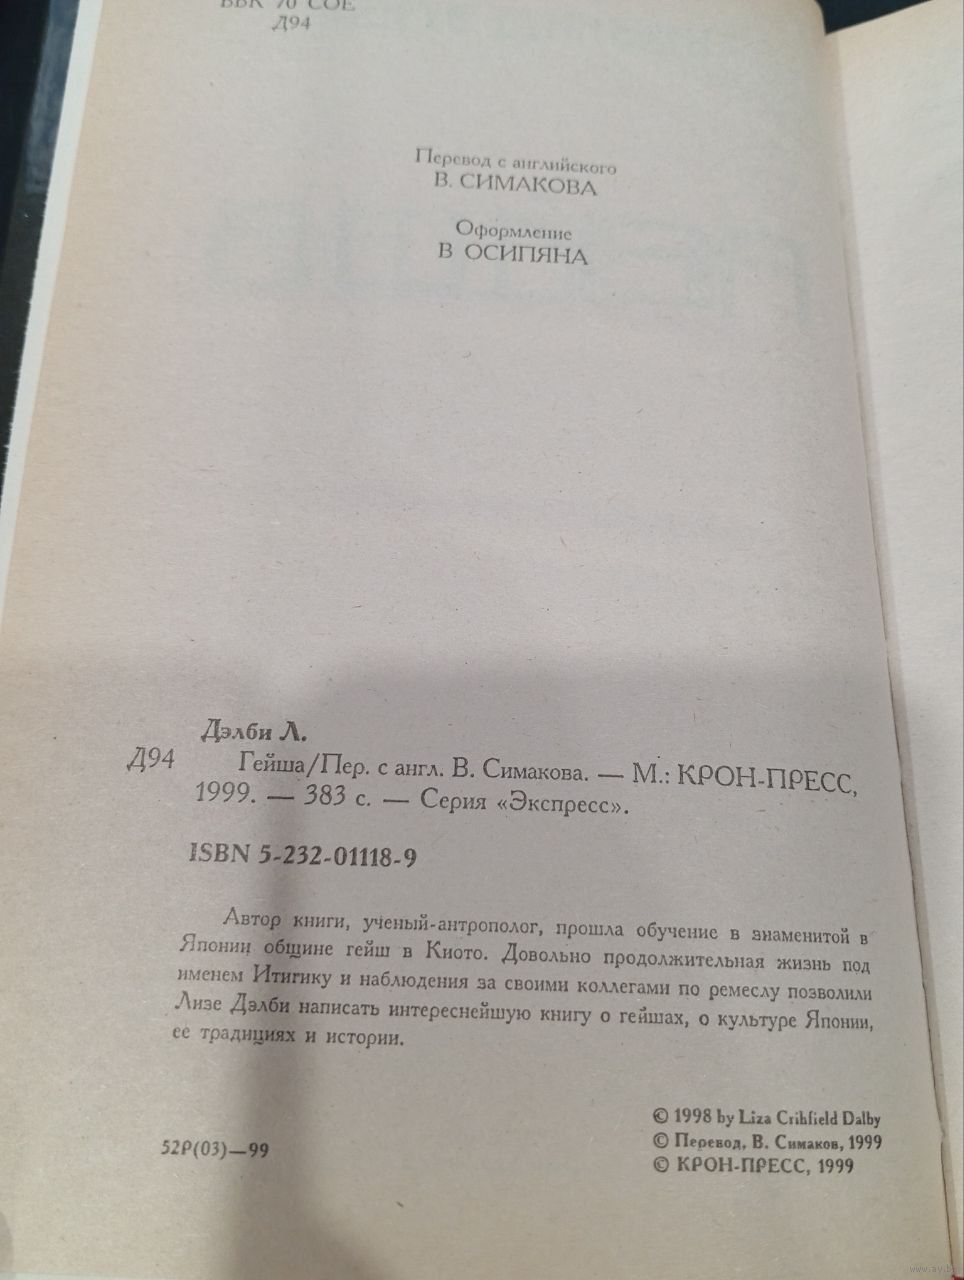 ББК 70 СОЕ
Д94
Перевод с английского
В. СИМАКОВА
Оформление
В ОСИПЯНА
Дэлби Л.
Д94 Гейша/Пер. с англ. В. Симакова. — М.: КРОН-ПРЕСС,
1999. — 383 с. — Серия «Экспресс».
ISBN 5-232-01118-9
Автор книги, ученый-антрополог, прошла обучение в знаменитой в
Японии общине гейш в Киото. Довольно продолжительная жизнь под
именем Итигику и наблюдения за своими коллегами по ремеслу позволили
Лизе Дэлби написать интереснейшую книгу о гейшах, о культуре Японии,
ее традициях и истории.
© 1998 by Liza Crihfield Dalby
52Р(03)—99
© Перевод, В. Симаков, 1999
© КРОН-ПРЕСС, 1999